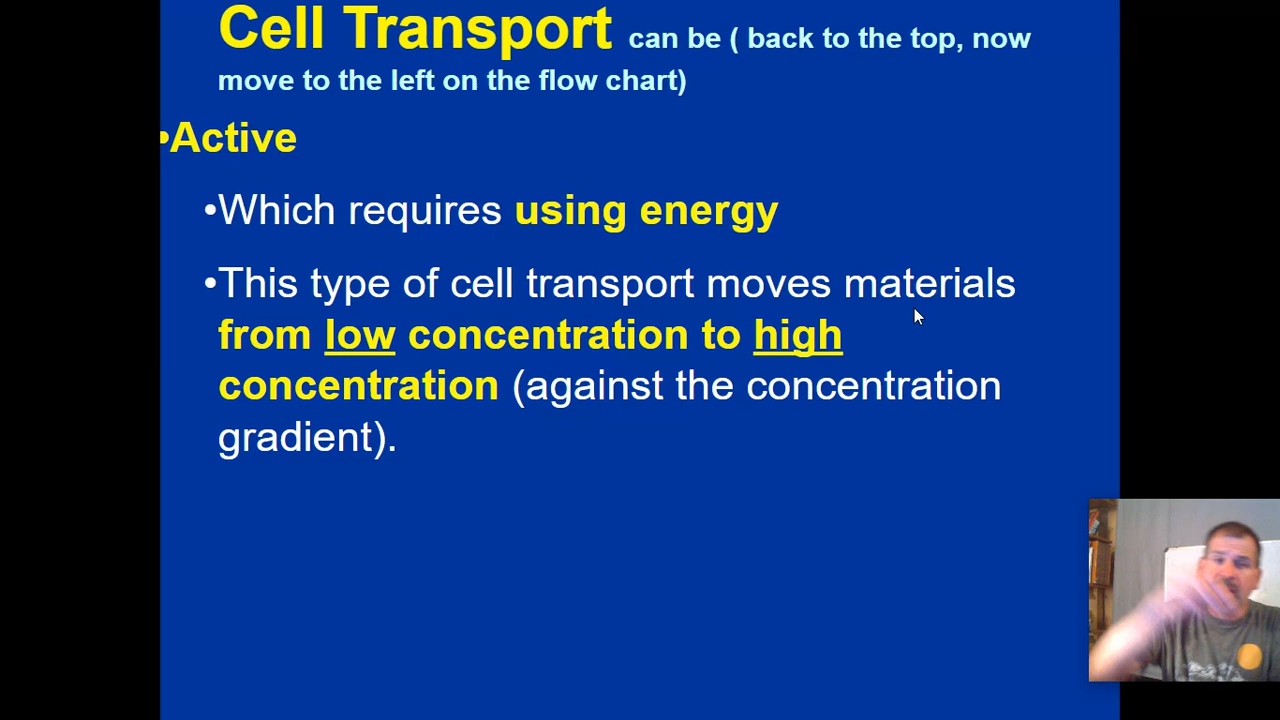 Cell Transport can be ( back to the top, now
move to the left on the flow chart)
•Active
•Which requires using energy
•This type of cell transport moves materials
from low concentration to high
concentration (against the concentration
gradient).